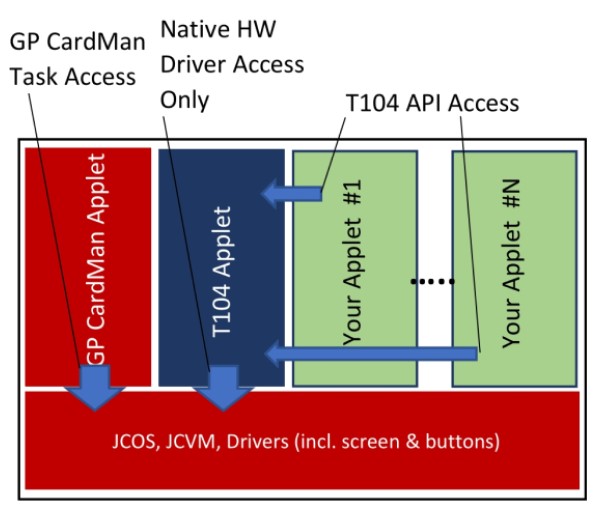 GP CardMan
Task Access
Native HW
Driver Access
Only
T104 API Access
GP CardMan Applet
T104 Applet
Your Applet #1
......
Your Applet #N
JCOS, JCVM, Drivers (incl. screen & buttons)